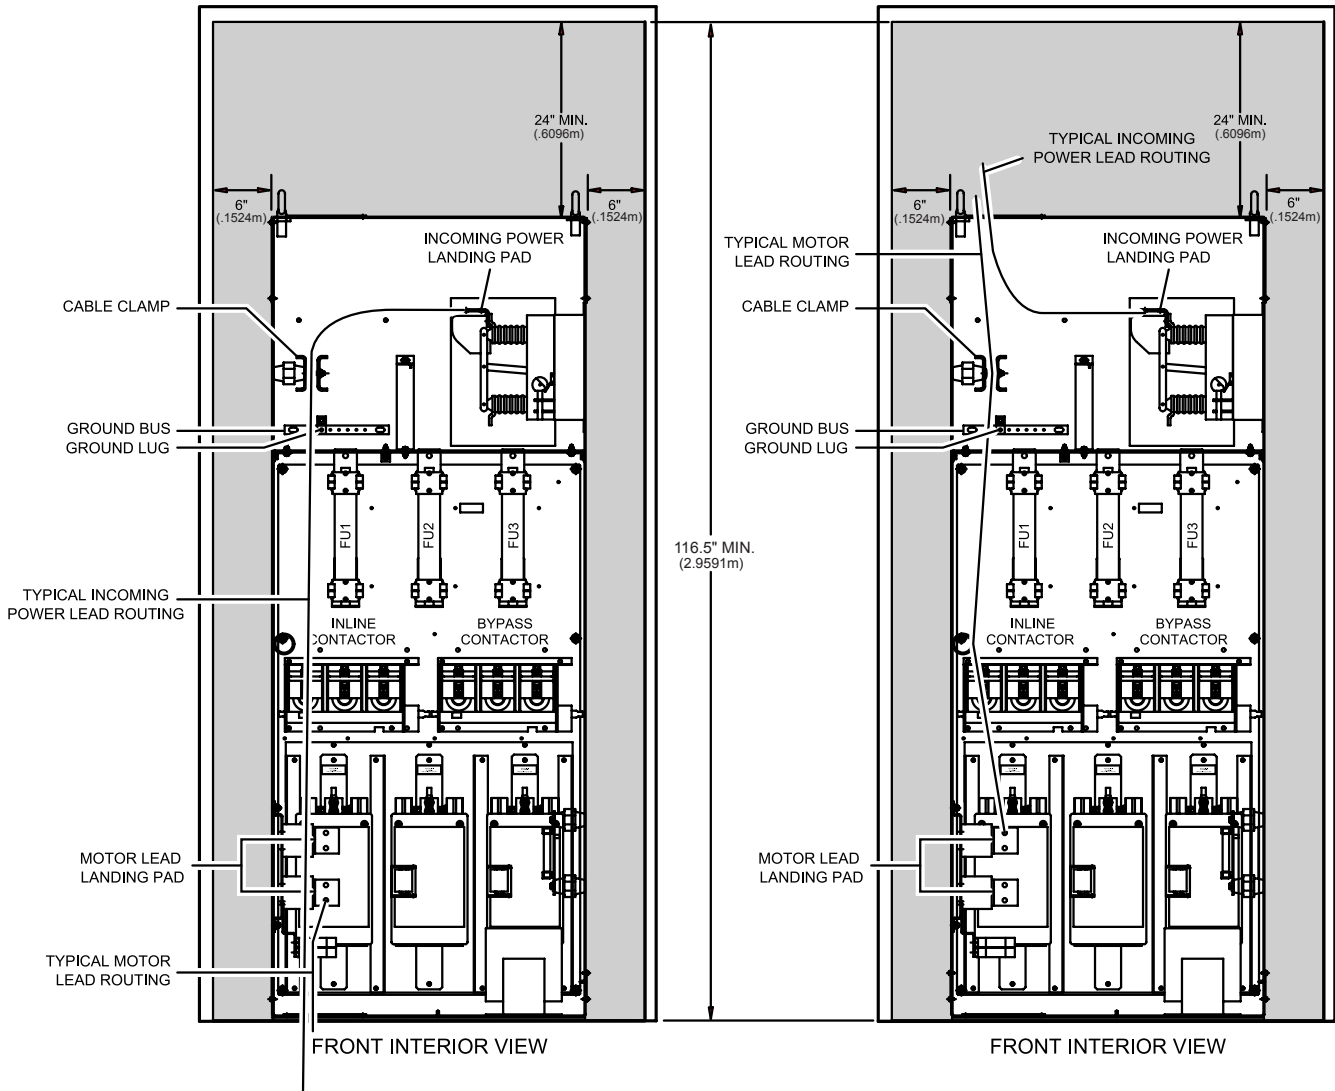 24" MIN.
(.6096m)
6"
(.1524m)
6"
(.1524m)
INCOMING POWER
LANDING PAD
CABLE CLAMP
GROUND BUS
GROUND LUG
FU1
FU2
FU3
TYPICAL INCOMING
POWER LEAD ROUTING
INLINE
CONTACTOR
BYPASS
CONTACTOR
MOTOR LEAD
LANDING PAD
TYPICAL MOTOR
LEAD ROUTING
FRONT INTERIOR VIEW
116.5" MIN.
(2.9591m)
24" MIN.
(.6096m)
TYPICAL INCOMING
POWER LEAD ROUTING
6"
(.1524m)
6"
(.1524m)
TYPICAL MOTOR
LEAD ROUTING
INCOMING POWER
LANDING PAD
CABLE CLAMP
GROUND BUS
GROUND LUG
FU1
FU2
FU3
INLINE
CONTACTOR
BYPASS
CONTACTOR
MOTOR LEAD
LANDING PAD
FRONT INTERIOR VIEW